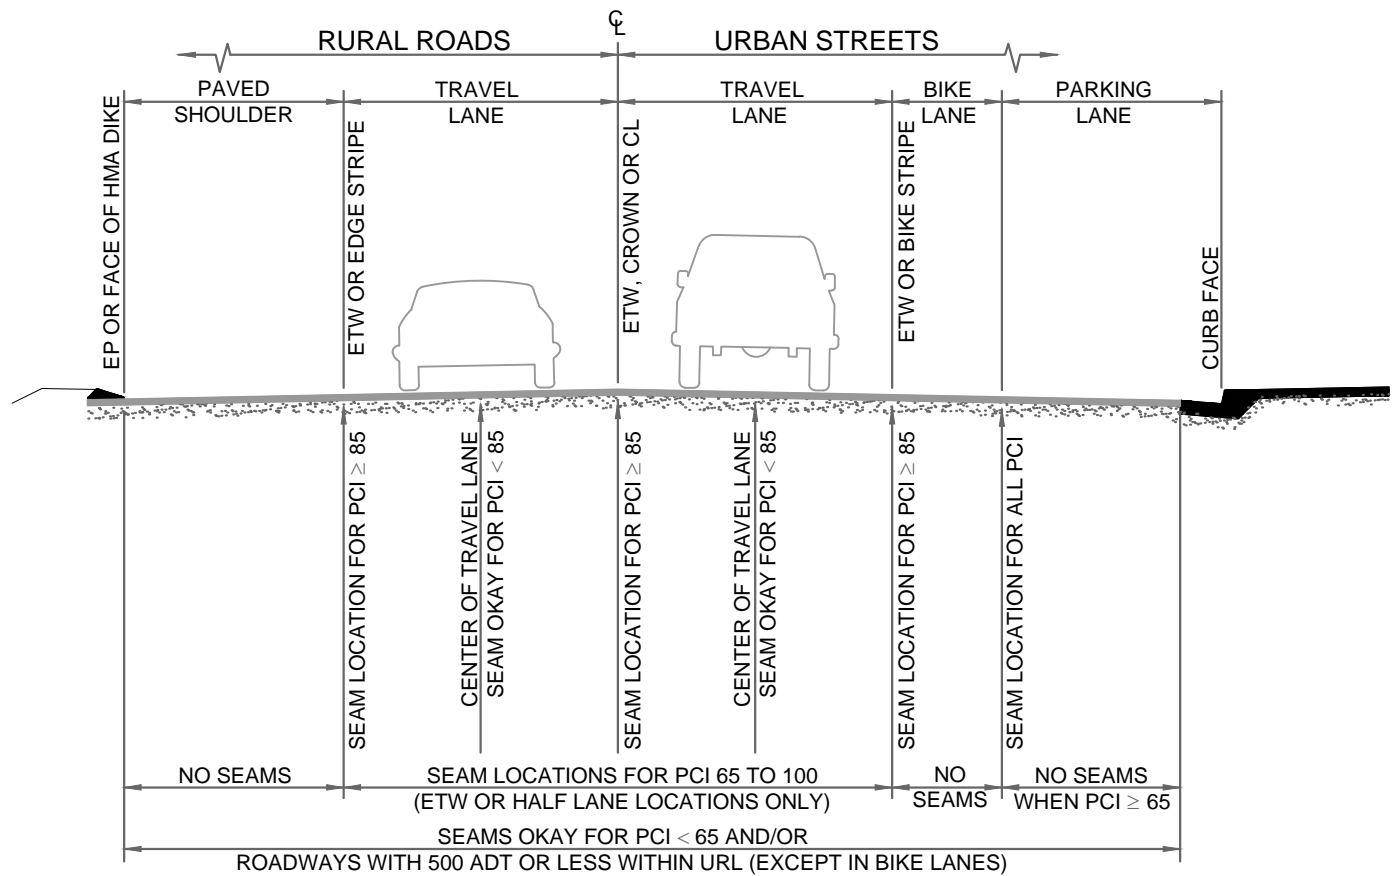 ℄
RURAL ROADS
URBAN STREETS
PAVED
SHOULDER
TRAVEL
LANE
TRAVEL
LANE
BIKE
LANE
PARKING
LANE
EP OR FACE OF HMA DIKE
ETW OR EDGE STRIPE
ETW, CROWN OR CL
ETW OR BIKE STRIPE
CURB FACE
SEAM LOCATION FOR PCI ≥ 85
CENTER OF TRAVEL LANE
SEAM OKAY FOR PCI < 85
SEAM LOCATION FOR PCI ≥ 85
CENTER OF TRAVEL LANE
SEAM OKAY FOR PCI < 85
SEAM LOCATION FOR PCI ≥ 85
SEAM LOCATION FOR ALL PCI
NO SEAMS
SEAM LOCATIONS FOR PCI 65 TO 100
(ETW OR HALF LANE LOCATIONS ONLY)
NO
SEAMS
NO SEAMS
WHEN PCI ≥ 65
SEAMS OKAY FOR PCI < 65 AND/OR
ROADWAYS WITH 500 ADT OR LESS WITHIN URL (EXCEPT IN BIKE LANES)